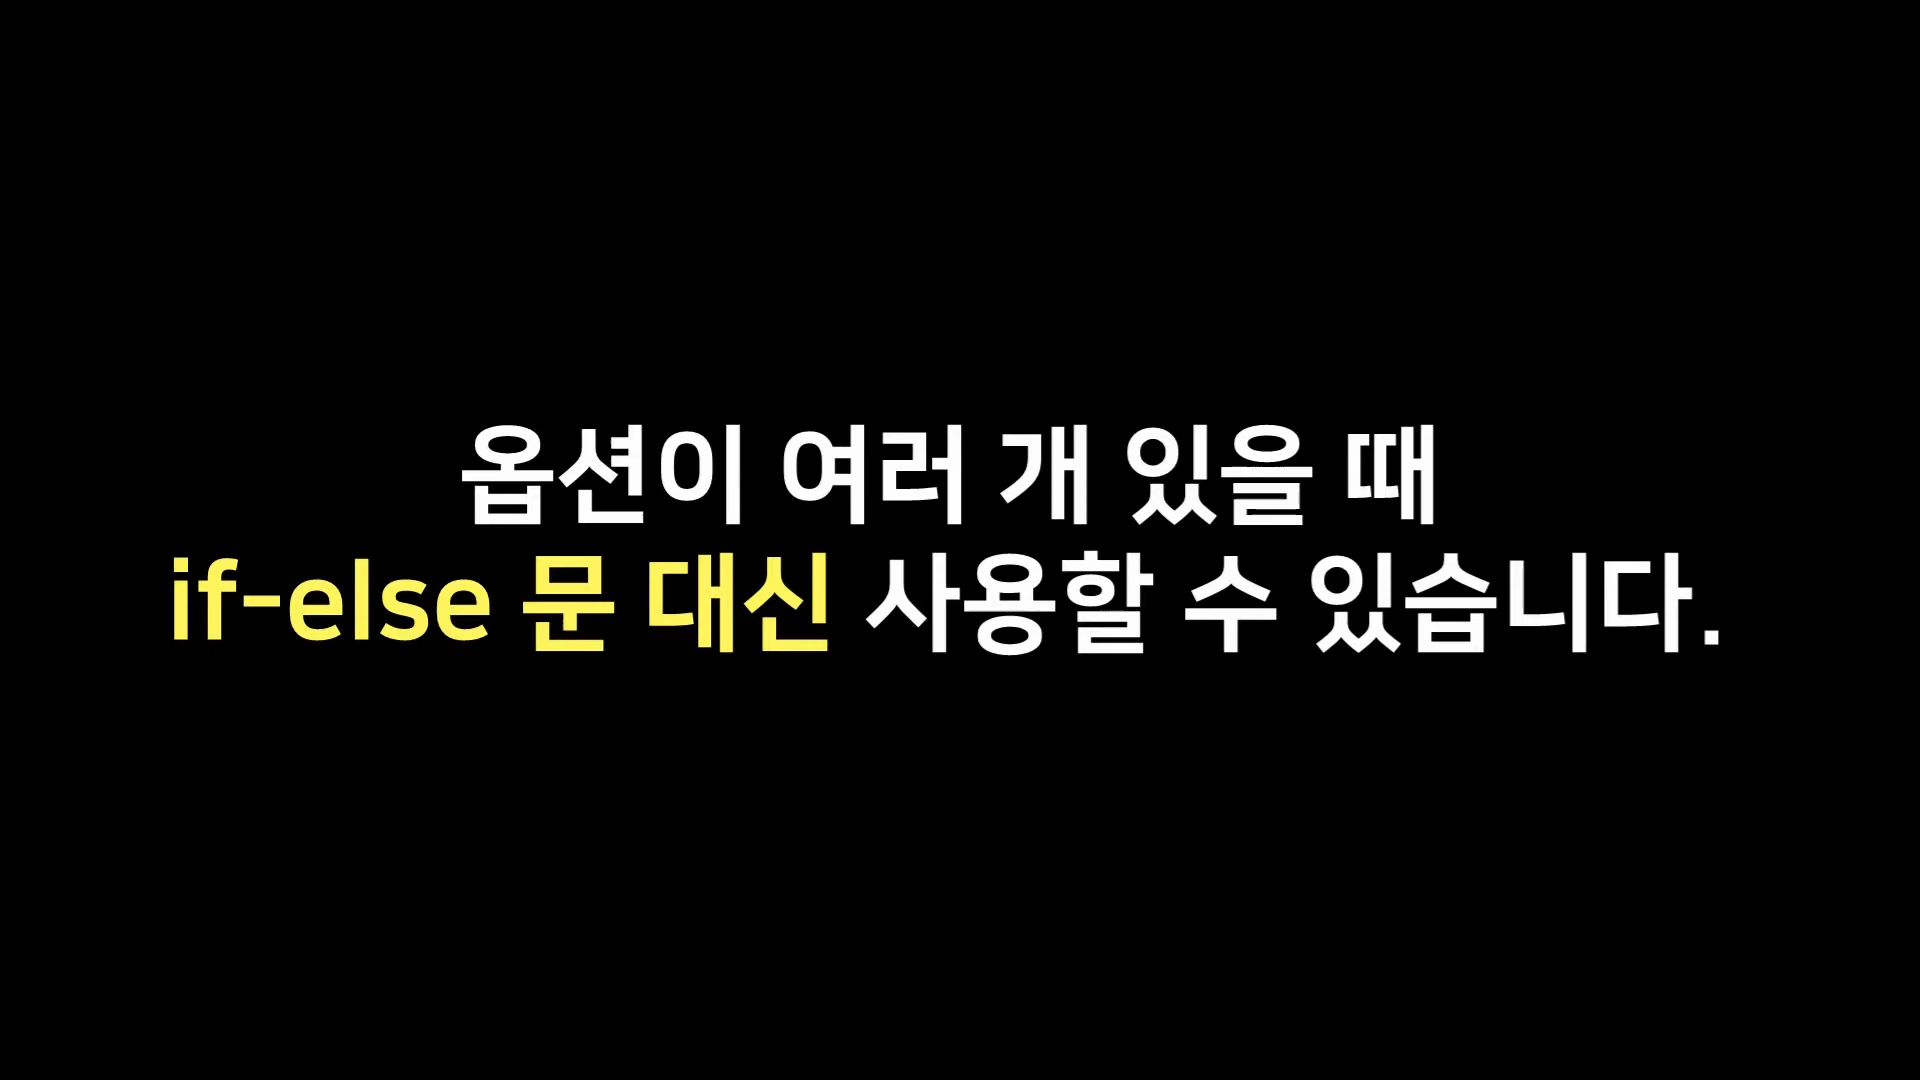 옵션이 여러 개 있을 때
if-else 문 대신 사용할 수 있습니다.